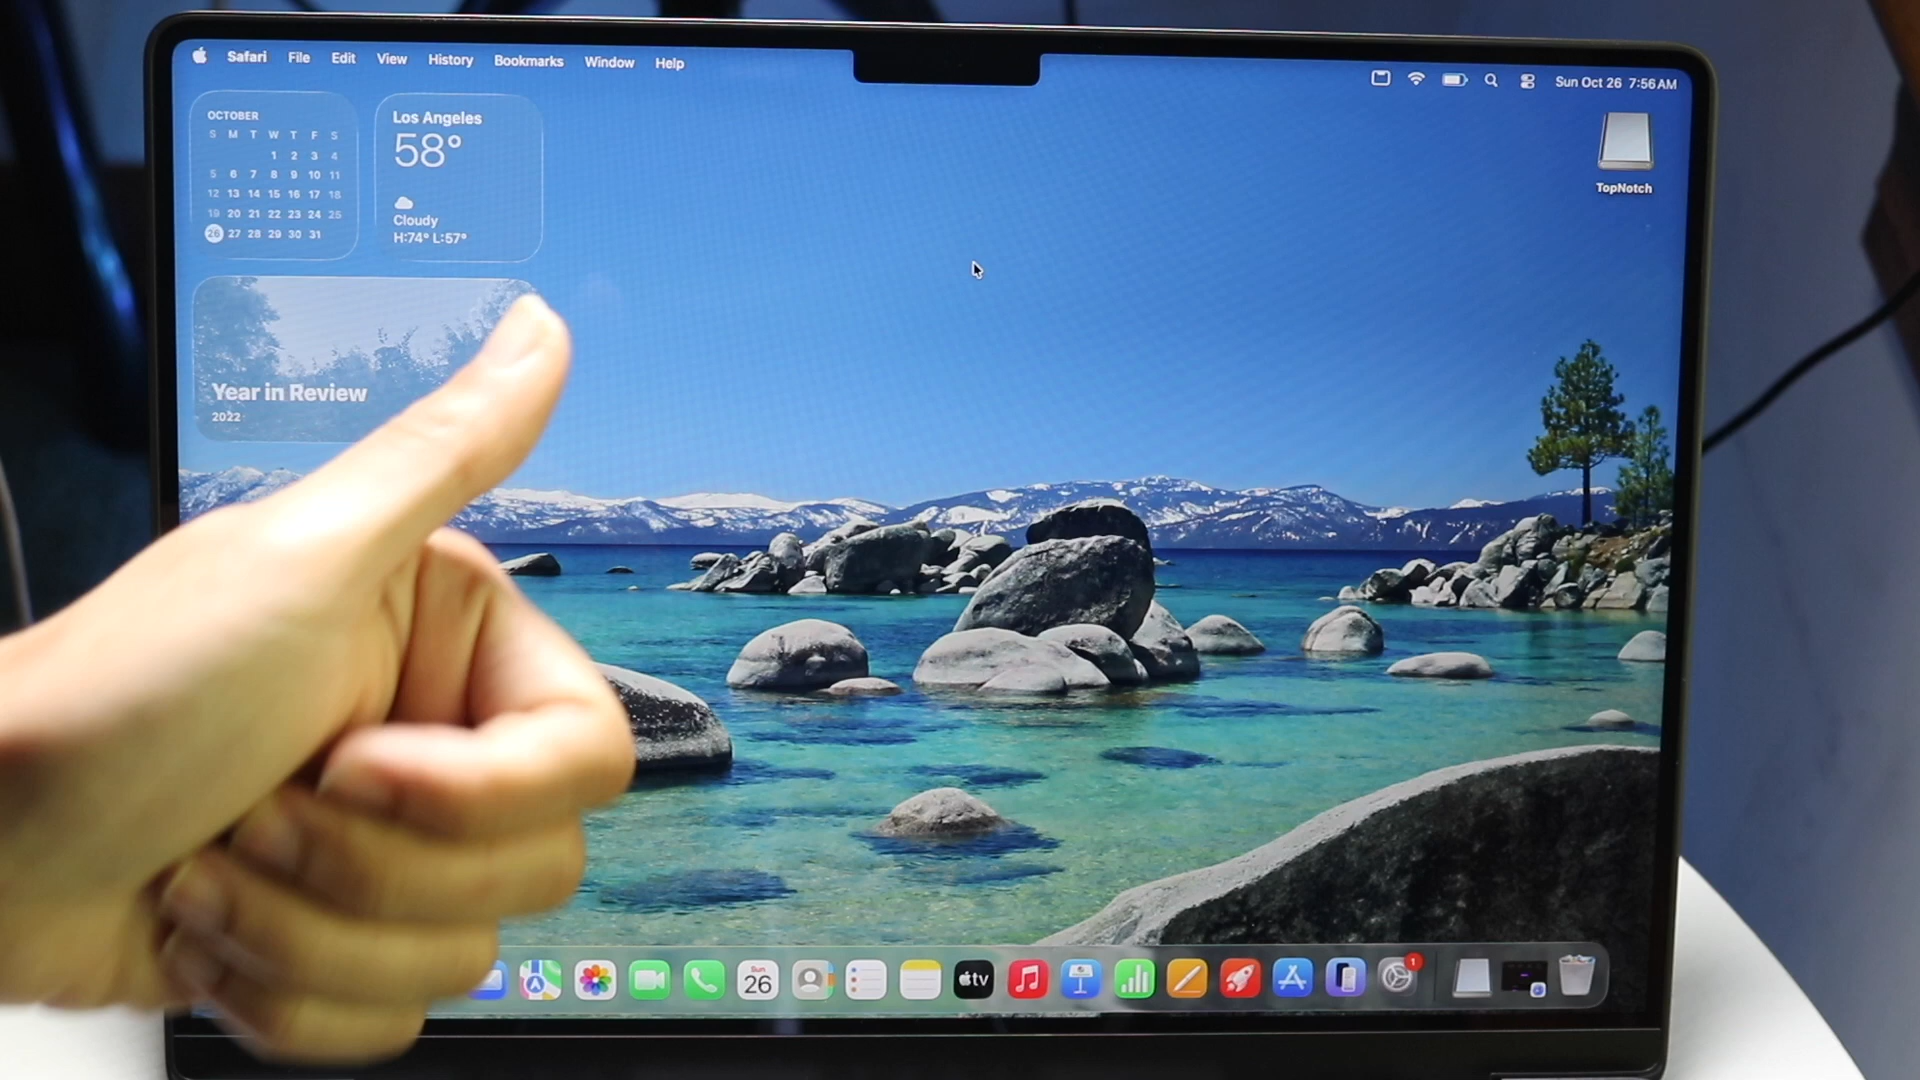 Safari File Edit View History Bookmarks Window Help
Sun Oct 26 7:56 AM
OCTOBER
S M T W T F S
1 2 3 4
5 6 7 8 9 10 11
12 13 14 15 16 17 18
19 20 21 22 23 24 25
26 27 28 29 30 31
Los Angeles
58°
Cloudy
H:74° L:57°
TopNotch
Year in Review
2022
Sun
26
tv
1